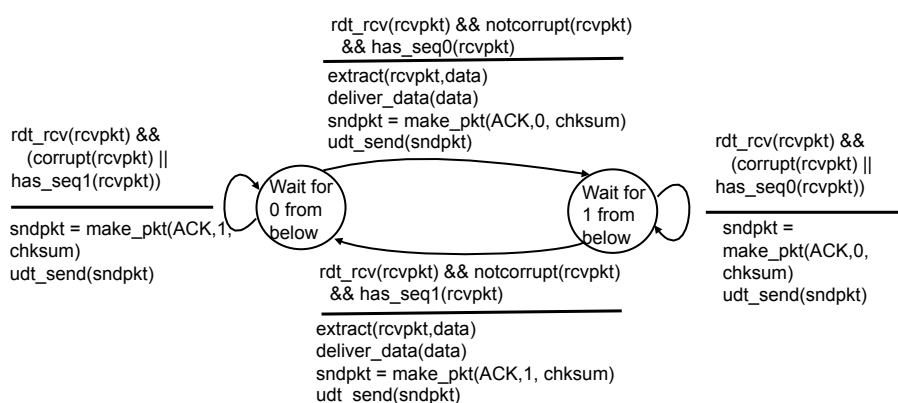 rdt_rcv(rcvpkt) && notcorrupt(rcvpkt)
&& has_seq0(rcvpkt)
extract(rcvpkt,data)
deliver_data(data)
sndpkt = make_pkt(ACK,0, chksum)
udt_send(sndpkt)
rdt_rcv(rcvpkt) &&
(corrupt(rcvpkt) ||
has_seq1(rcvpkt))
sndpkt = make_pkt(ACK,1,
chksum)
udt_send(sndpkt)
Wait for
0 from
below
Wait for
1 from
below
rdt_rcv(rcvpkt) &&
(corrupt(rcvpkt) ||
has_seq0(rcvpkt))
sndpkt =
make_pkt(ACK,0,
chksum)
udt_send(sndpkt)
rdt_rcv(rcvpkt) && notcorrupt(rcvpkt)
&& has_seq1(rcvpkt)
extract(rcvpkt,data)
deliver_data(data)
sndpkt = make_pkt(ACK,1, chksum)
udt_send(sndpkt)